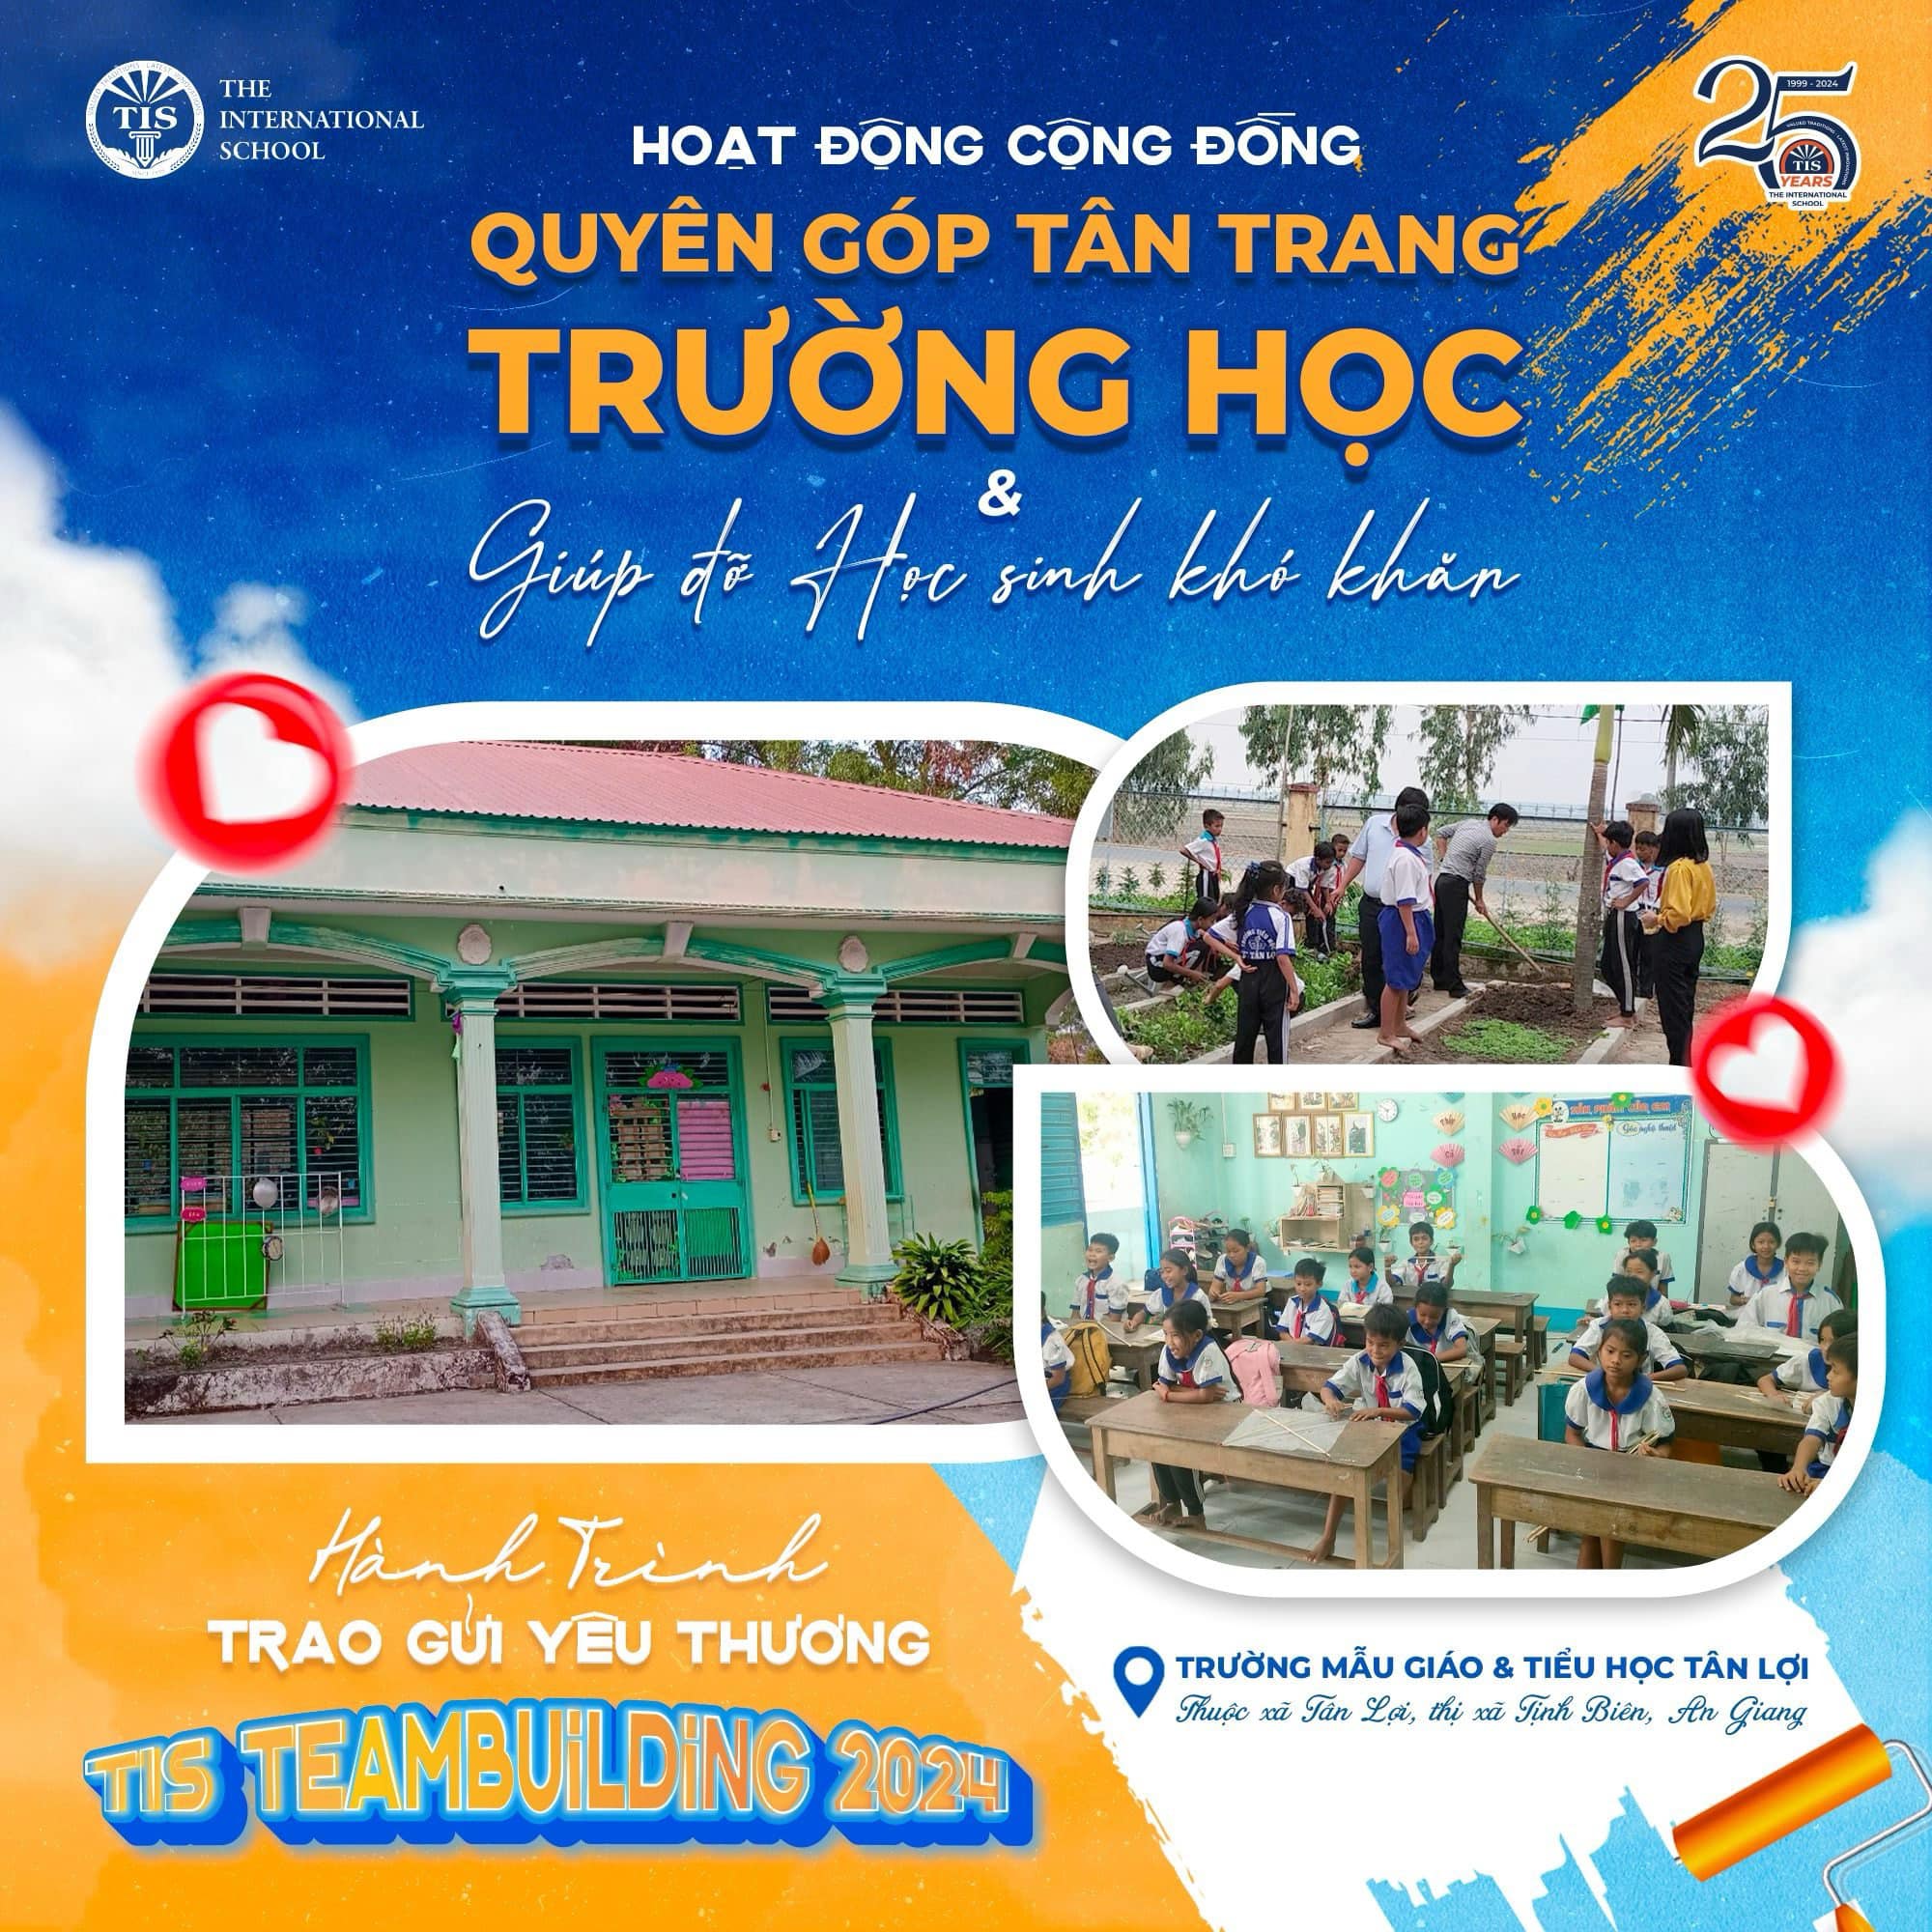 TIS
THE
INTERNATIONAL
SCHOOL
1999 - 2024
25
TIS
YEARS
THE INTERNATIONAL
SCHOOL
HOẠT ĐỘNG CỘNG ĐỒNG
QUYÊN GÓP TÂN TRANG
TRƯỜNG HỌC
&
Giúp đỡ Học sinh khó khăn
Hành Trình
TRAO GỬI YÊU THƯƠNG
TIS TEAMBUILDING 2024
TRƯỜNG MẪU GIÁO & TIỂU HỌC TÂN LỢI
Thuộc xã Tân Lợi, thị xã Tịnh Biên, An Giang